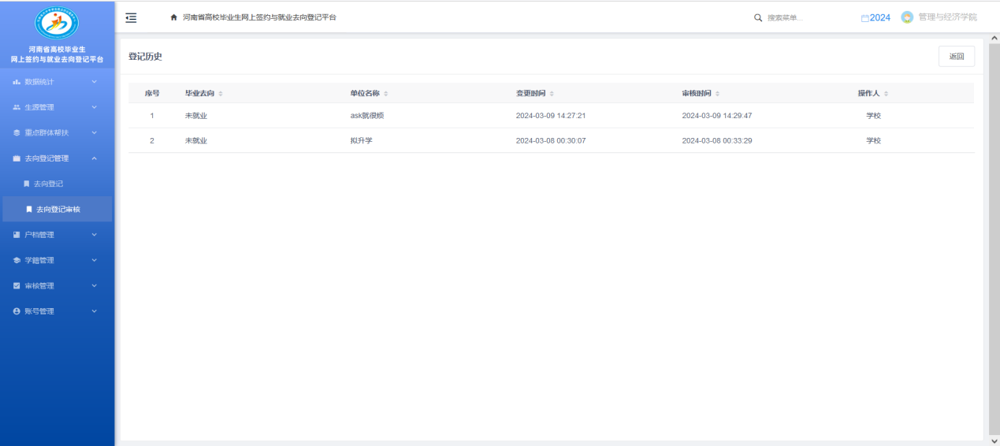 河南省高校毕业生
网上签约与就业去向登记平台
数据统计
生源管理
重点群体帮扶
去向登记管理
去向登记
去向登记审核
户档管理
学籍管理
审核管理
账号管理
河南省高校毕业生网上签约与就业去向登记平台 搜索菜单... 2024 管理与经济学院
登记历史 返回
序号 毕业去向 单位名称 变更时间 审核时间 操作人
1 未就业 ask就很烦 2024-03-09 14:27:21 2024-03-09 14:29:47 学校
2 未就业 拟升学 2024-03-08 00:30:07 2024-03-08 00:33:29 学校